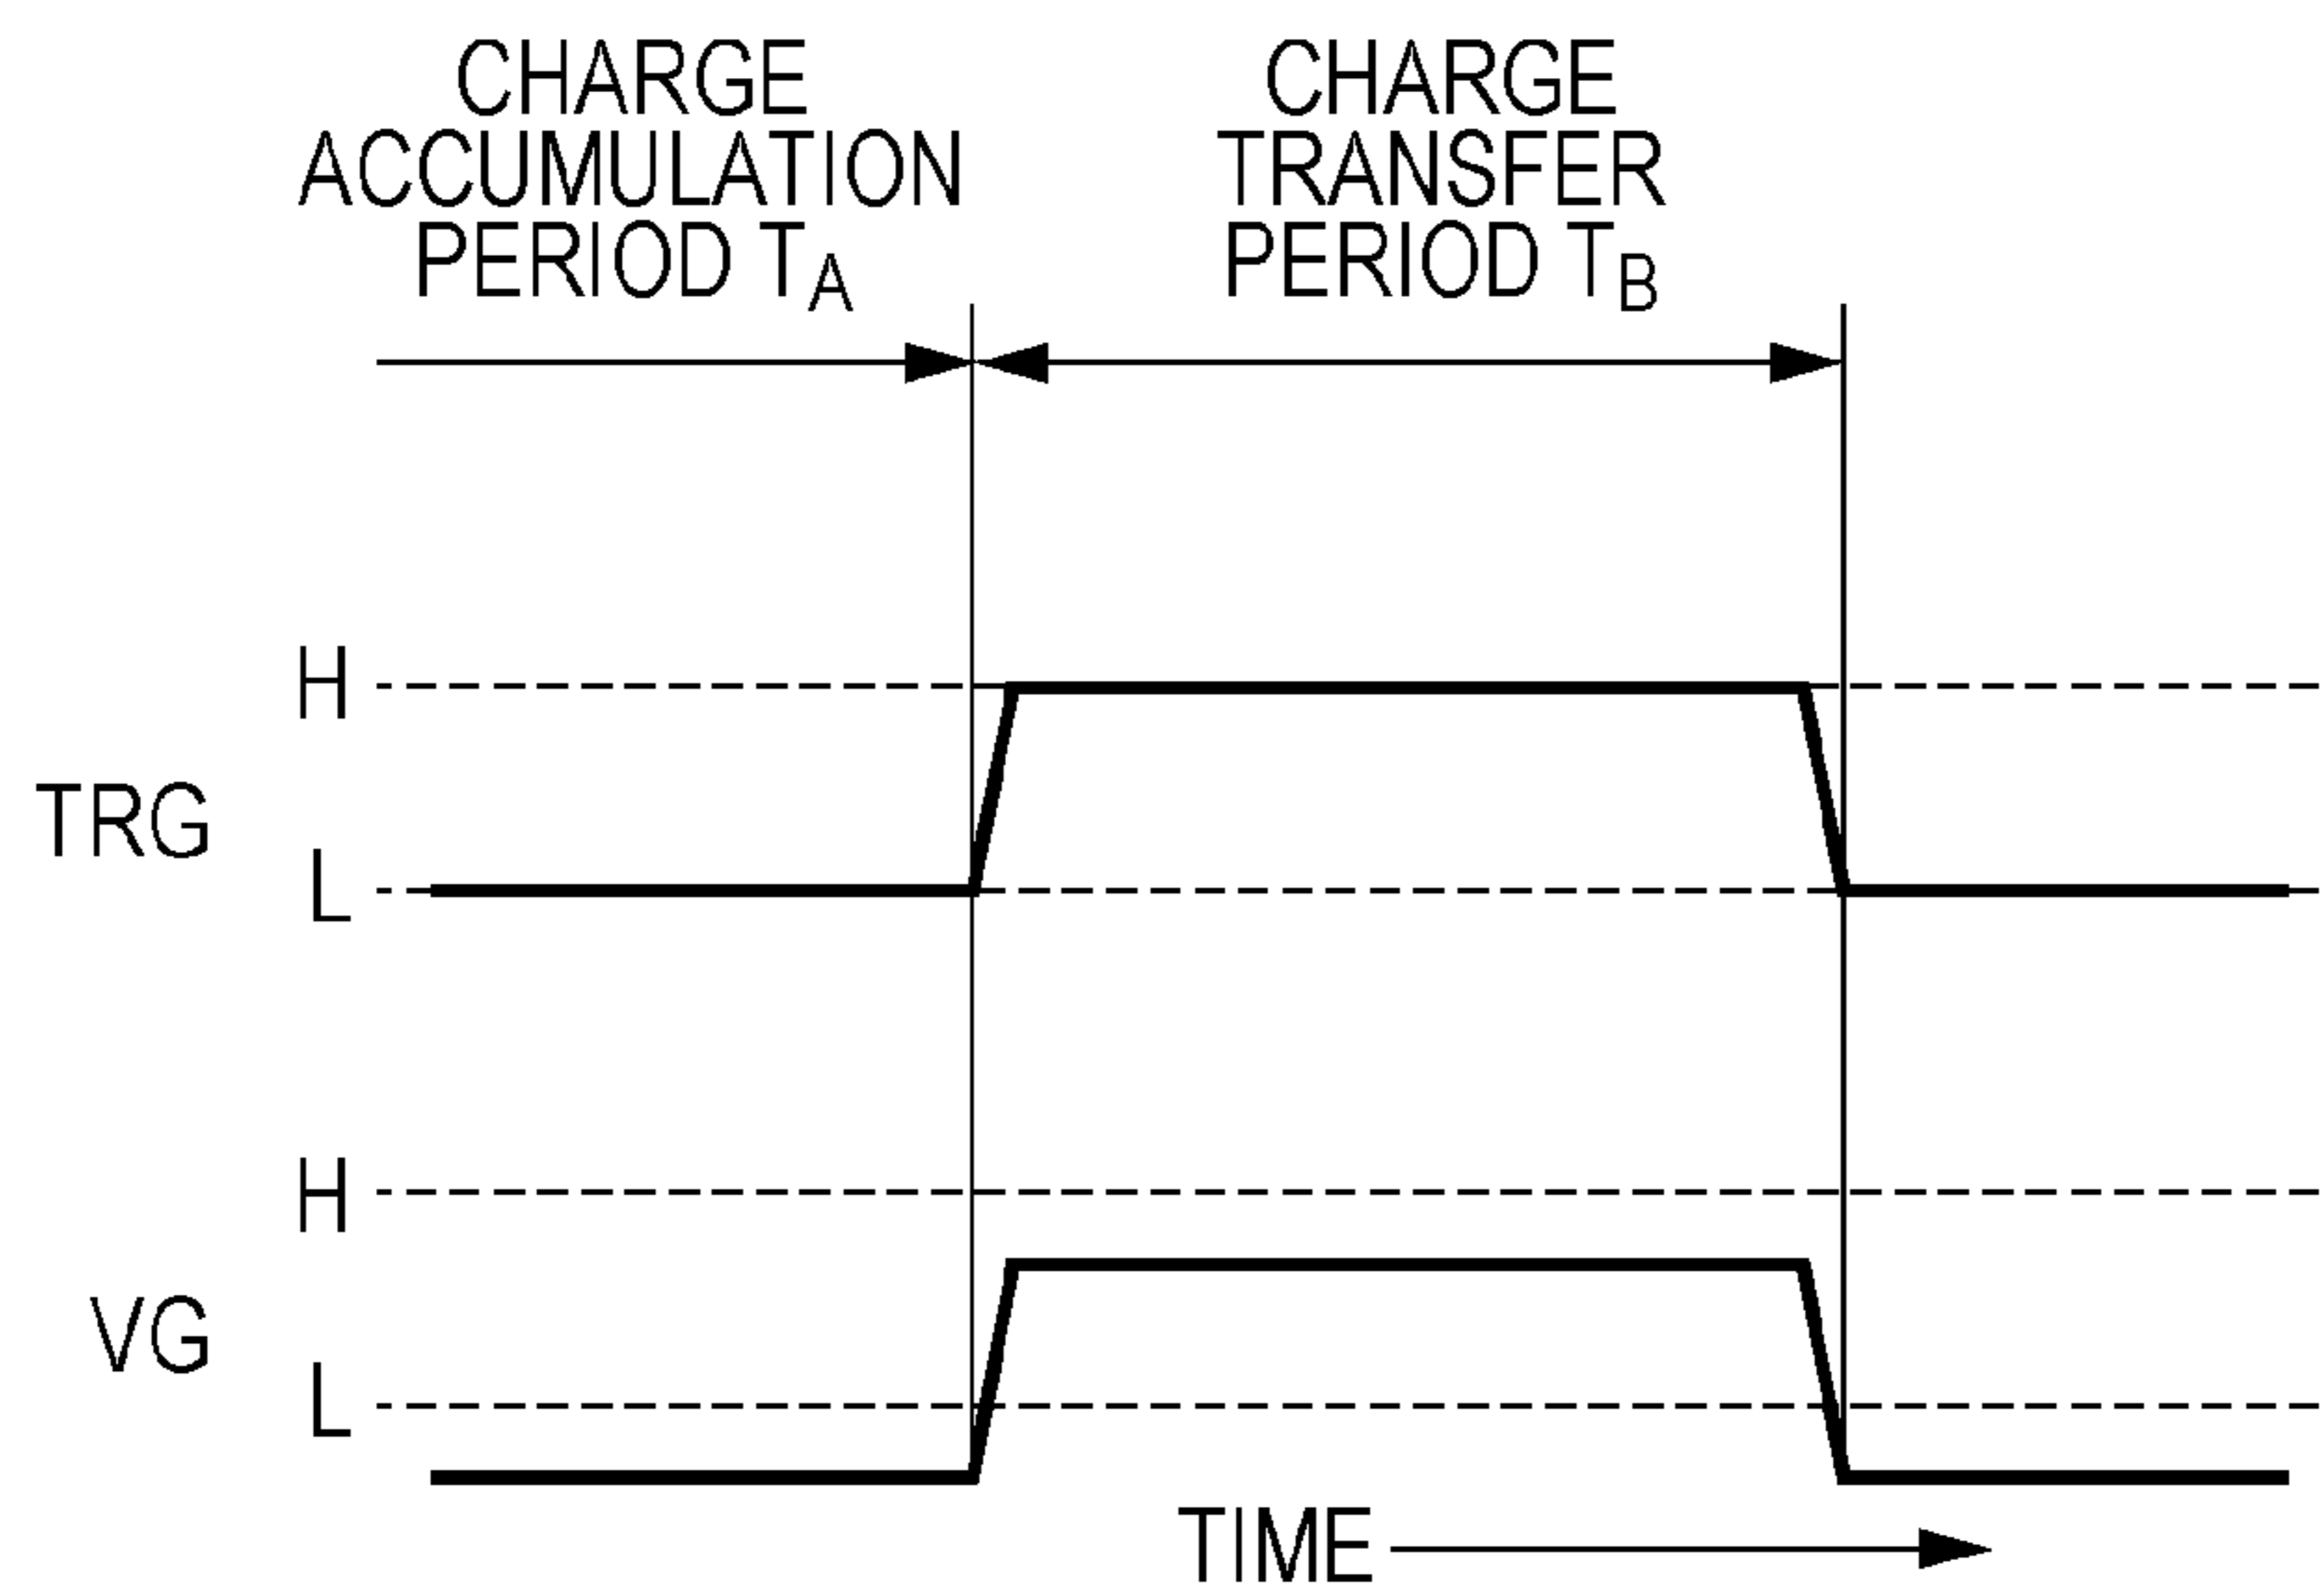 CHARGE
ACCUMULATION
PERIOD TA
CHARGE
TRANSFER
PERIOD TB
H
TRG
L
H
VG
L
TIME